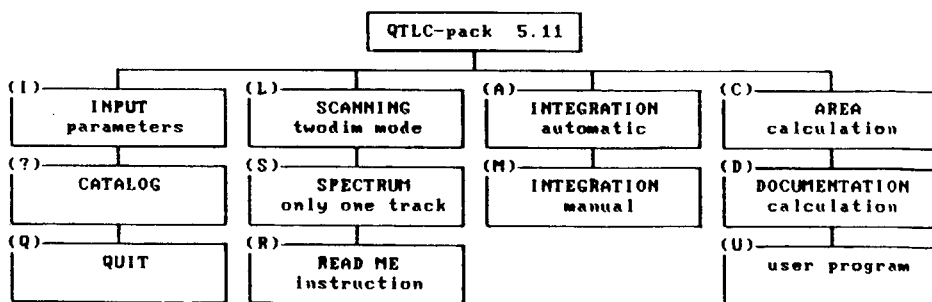 QTLC-pack 5.11
(I)
INPUT
parameters
(L)
SCANNING
twodim mode
(A)
INTEGRATION
automatic
(C)
AREA
calculation
(?)
CATALOG
(S)
SPECTRUM
only one track
(M)
INTEGRATION
manual
(D)
DOCUMENTATION
calculation
(Q)
QUIT
(R)
READ ME
instruction
(U)
user program